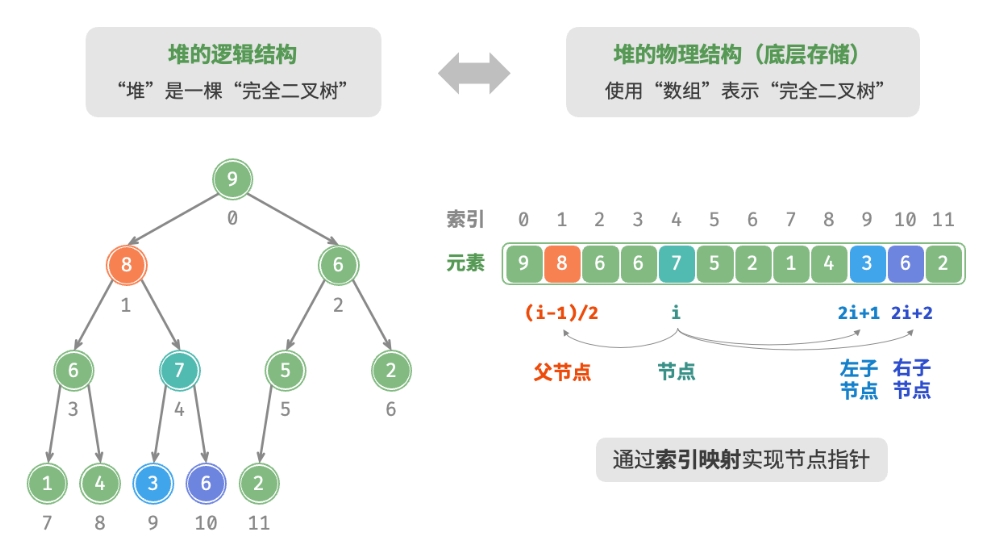 堆的逻辑结构
“堆”是一棵“完全二叉树”
堆的物理结构（底层存储）
使用“数组”表示“完全二叉树”
9
0
8 6
1 2
6 7 5 2
3 4 5 6
1 4 3 6 2
7 8 9 10 11
索引 0 1 2 3 4 5 6 7 8 9 10 11
元素 9 8 6 6 7 5 2 1 4 3 6 2
(i-1)/2 i 2i+1 2i+2
父节点 节点 左子节点 右子节点
通过索引映射实现节点指针